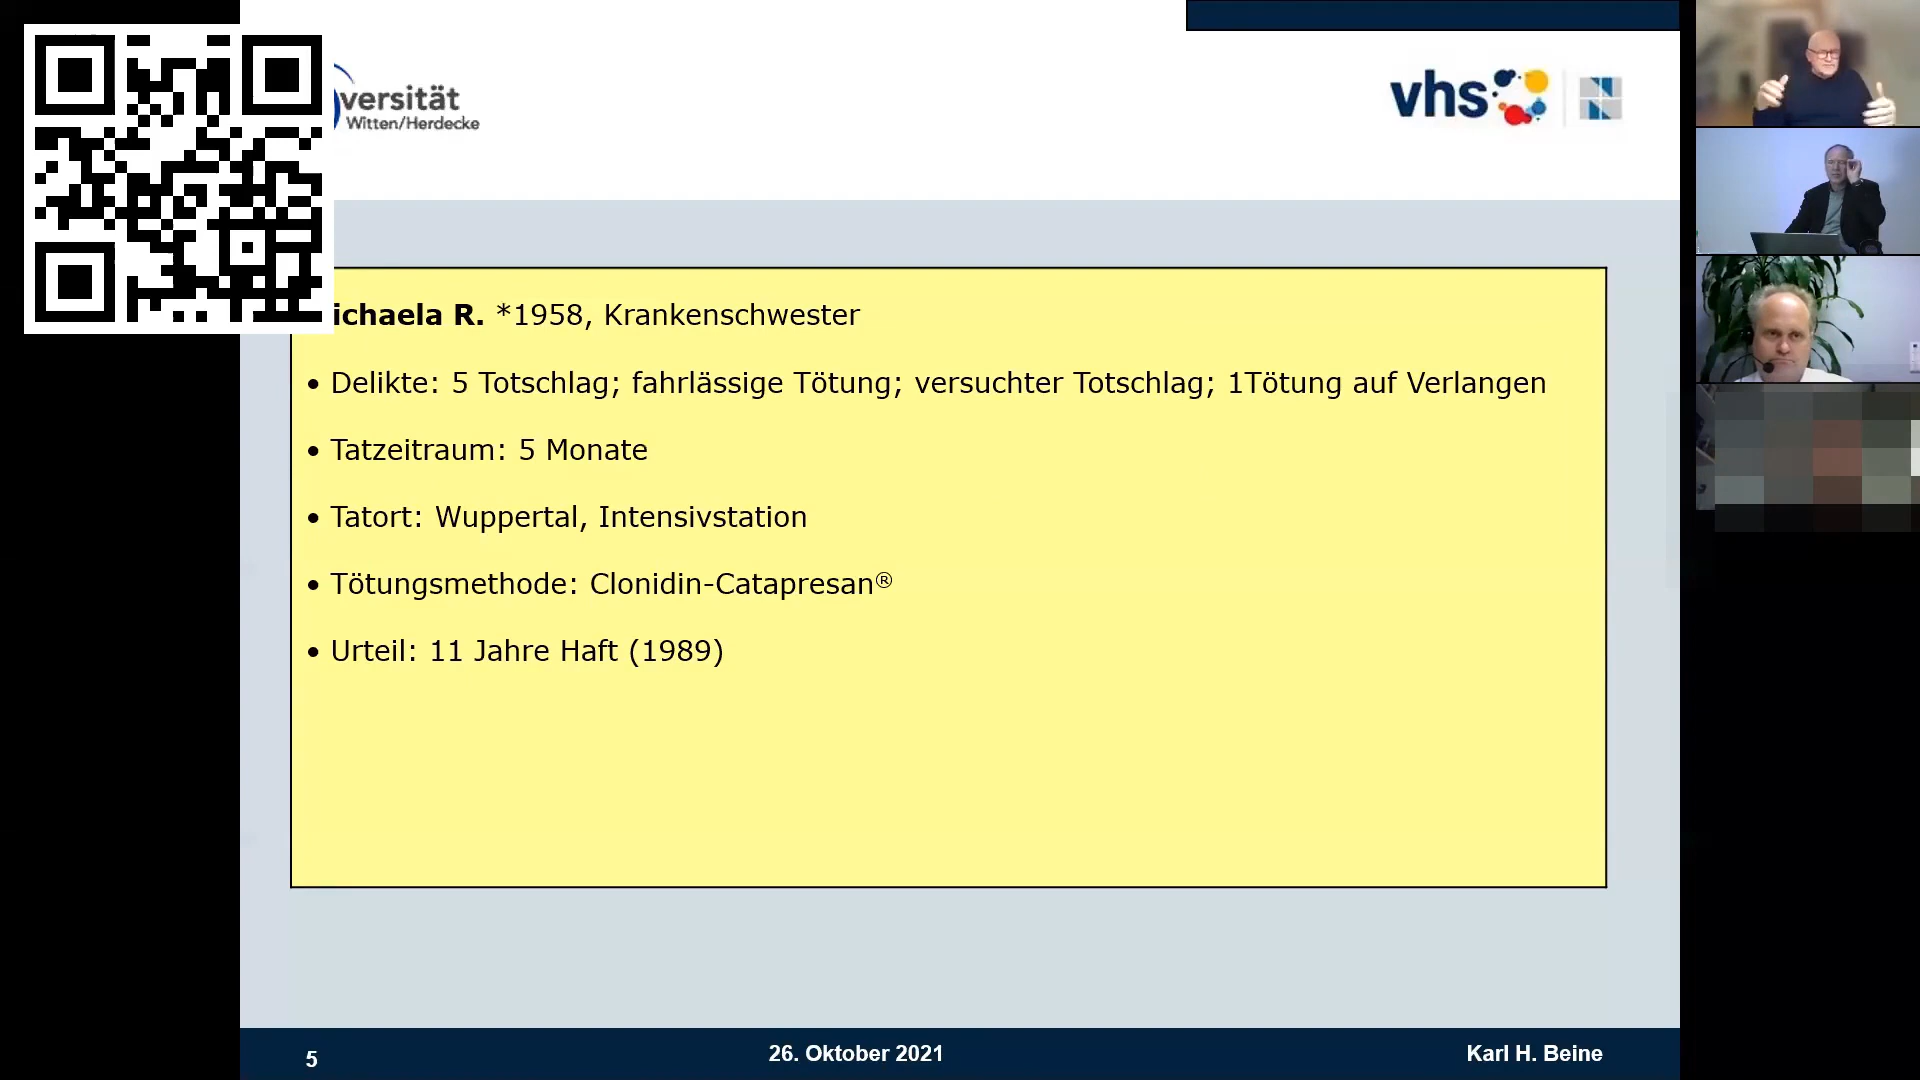 versität
Witten/Herdecke
vhs
ichaela R. *1958, Krankenschwester
• Delikte: 5 Totschlag; fahrlässige Tötung; versuchter Totschlag; 1Tötung auf Verlangen
• Tatzeitraum: 5 Monate
• Tatort: Wuppertal, Intensivstation
• Tötungsmethode: Clonidin-Catapresan®
• Urteil: 11 Jahre Haft (1989)
5
26. Oktober 2021
Karl H. Beine